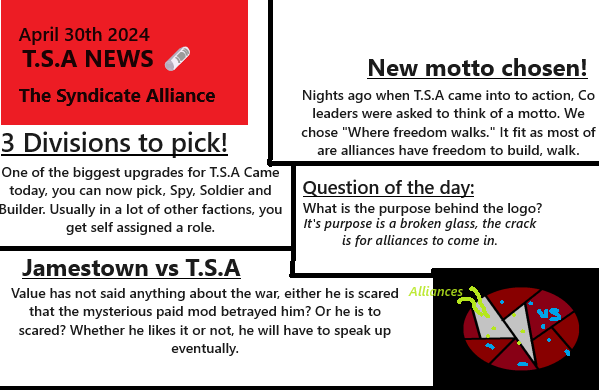 April 30th 2024
T.S.A NEWS 🗞️
The Syndicate Alliance
New motto chosen!
Nights ago when T.S.A came into to action, Co
leaders were asked to think of a motto. We
chose "Where freedom walks." It fit as most of
are alliances have freedom to build, walk.
3 Divisions to pick!
One of the biggest upgrades for T.S.A Came
today, you can now pick, Spy, Soldier and
Builder. Usually in a lot of other factions, you
get self assigned a role.
Question of the day:
What is the purpose behind the logo?
It's purpose is a broken glass, the crack
is for alliances to come in.
Jamestown vs T.S.A
Value has not said anything about the war, either he is scared
that the mysterious paid mod betrayed him? Or he is to
scared? Whether he likes it or not, he will have to speak up
eventually.
Alliances
VS